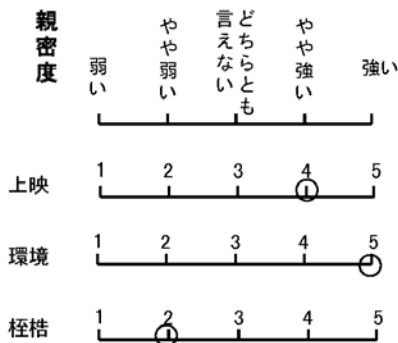 親密度
弱い
やや弱い
どちらとも
言えない
やや強い
強い
上映 1 2 3 4 5
環境 1 2 3 4 5
桎梏 1 2 3 4 5